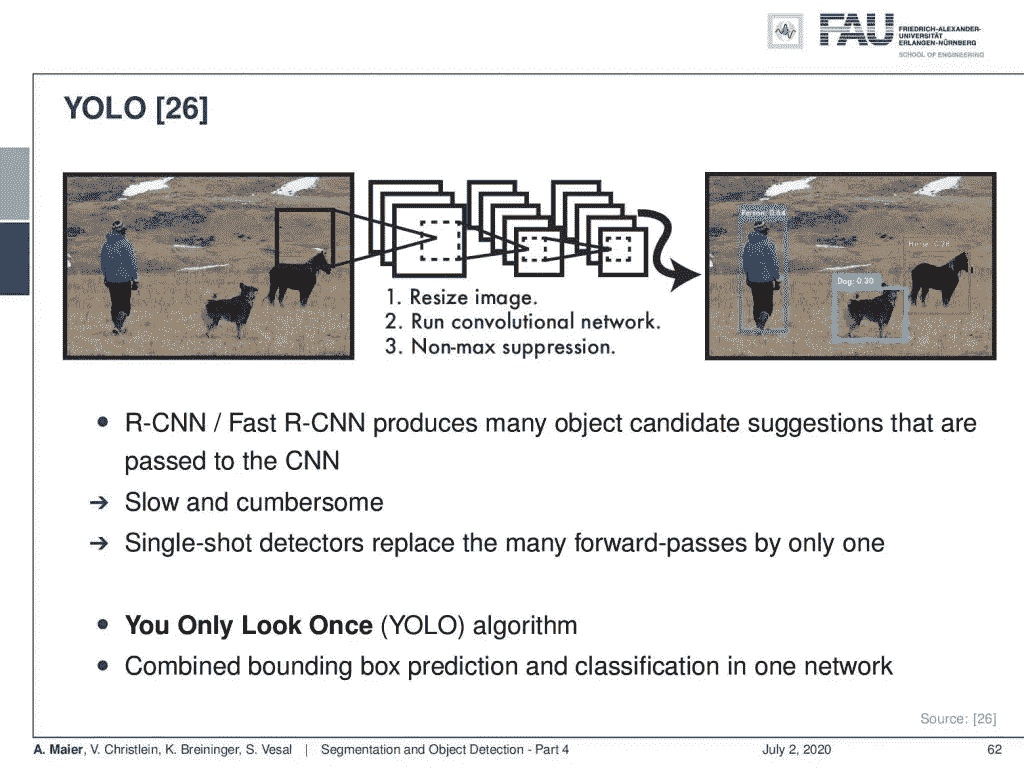 FAU
FRIEDRICH-ALEXANDER-
UNIVERSITÄT
ERLANGEN-NÜRNBERG
SCHOOL OF ENGINEERING
YOLO [26]
Person: 0.64
Horse: 0.28
Dog: 0.30
1. Resize image.
2. Run convolutional network.
3. Non-max suppression.
• R-CNN / Fast R-CNN produces many object candidate suggestions that are
passed to the CNN
➔ Slow and cumbersome
➔ Single-shot detectors replace the many forward-passes by only one
• You Only Look Once (YOLO) algorithm
• Combined bounding box prediction and classification in one network
Source: [26]
A. Maier, V. Christlein, K. Breininger, S. Vesal | Segmentation and Object Detection - Part 4 July 2, 2020 62